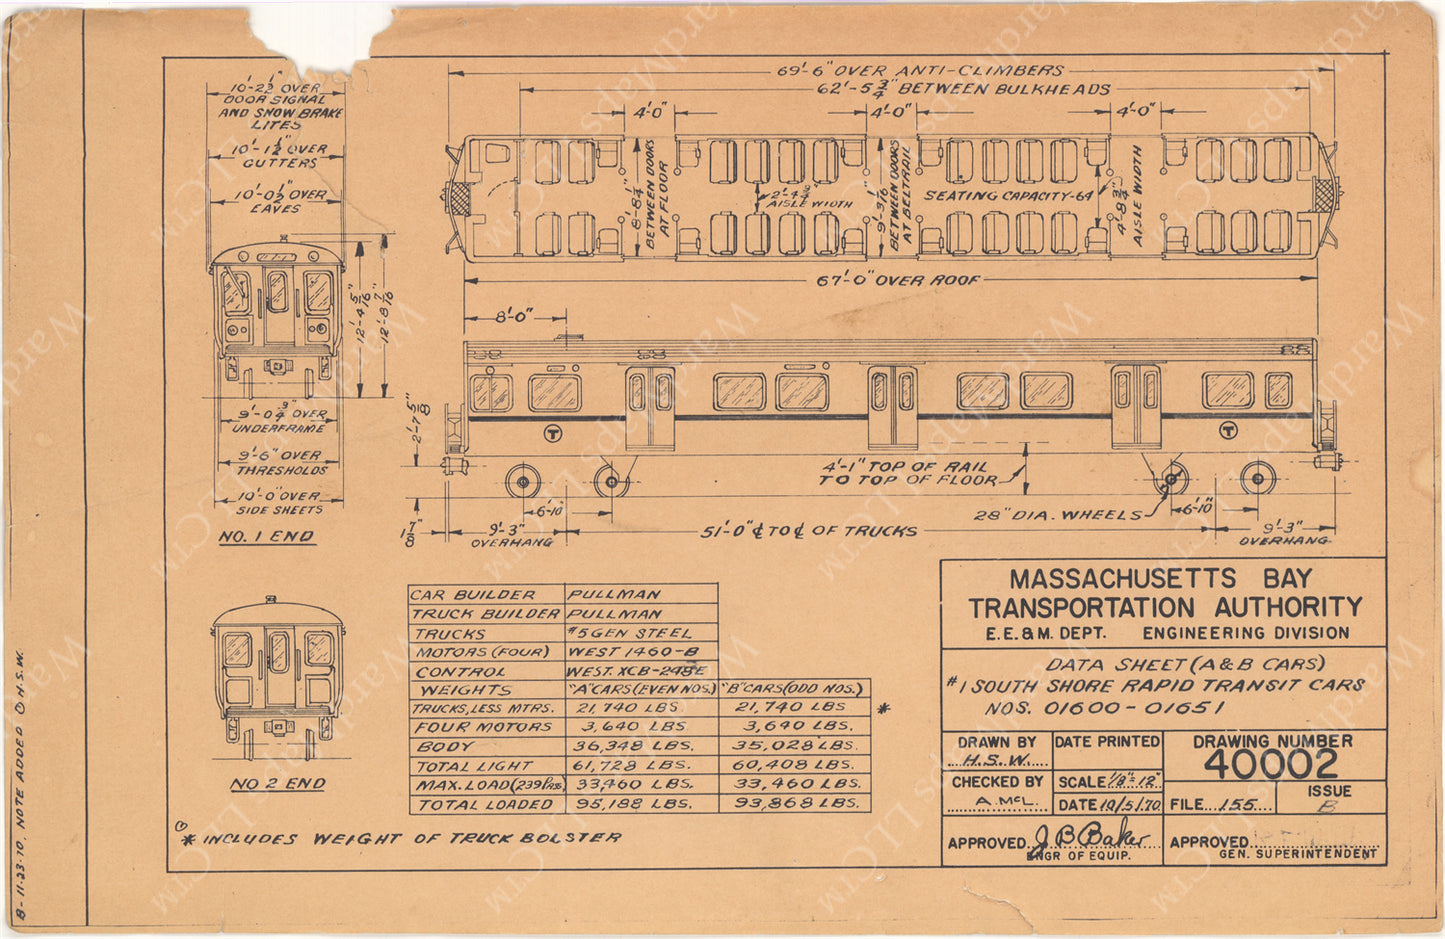 69'-6" OVER ANTI-CLIMBERS
62'-5 3/4" BETWEEN BULKHEADS
4'-0"
4'-0"
4'-0"
10'-2 1/2" OVER
DOOR SIGNAL
AND SNOW BRAKE
LITES
10'-1 1/2" OVER
GUTTERS
10'-0 1/2" OVER
EAVES
8'-8 1/4"
BETWEEN DOORS
AT FLOOR
AISLE WIDTH
9'-3 1/16"
BETWEEN DOORS
AT BELTRAIL
SEATING CAPACITY-64
4'-8 3/4"
AISLE WIDTH
67'-0" OVER ROOF
12'-4 5/16"
12'-8 7/16"
8'-0"
88
88
88
T
T
2'-7 5/8"
9'-0 3/4" OVER
UNDERFRAME
9'-6" OVER
THRESHOLDS
10'-0" OVER
SIDE SHEETS
NO. 1 END
4'-1" TOP OF RAIL
TO TOP OF FLOOR
6'-10"
28" DIA. WHEELS
6'-10"
1 7/8"
9'-3"
OVERHANG
51'-0" ℄ TO ℄ OF TRUCKS
9'-3"
OVERHANG
NO 2 END
CAR BUILDER PULLMAN
TRUCK BUILDER PULLMAN
TRUCKS #5 GEN STEEL
MOTORS (FOUR) WEST 1460-B
CONTROL WEST. XCB-248E
WEIGHTS "A" CARS (EVEN NOS.) "B" CARS (ODD NOS.)
TRUCKS, LESS MTRS. 21,740 LBS. 21,740 LBS. *
FOUR MOTORS 3,640 LBS. 3,640 LBS.
BODY 36,348 LBS. 35,028 LBS.
TOTAL LIGHT 61,728 LBS. 60,408 LBS.
MAX. LOAD (239 PASS.) 33,460 LBS. 33,460 LBS.
TOTAL LOADED 95,188 LBS. 93,868 LBS.
① * INCLUDES WEIGHT OF TRUCK BOLSTER
B-11-23-70, NOTE ADDED ① H.S.W.
MASSACHUSETTS BAY
TRANSPORTATION AUTHORITY
E.E.&M. DEPT. ENGINEERING DIVISION
DATA SHEET (A&B CARS)
#1 SOUTH SHORE RAPID TRANSIT CARS
NOS. 01600-01651
DRAWN BY
H.S.W.
DATE PRINTED
DRAWING NUMBER
40002
CHECKED BY
A. McL.
SCALE 1/8"=12"
DATE 10/5/70
FILE 155
ISSUE
B
APPROVED J B Baker
ENGR OF EQUIP.
APPROVED
GEN. SUPERINTENDENT
WardMaps LLC TM